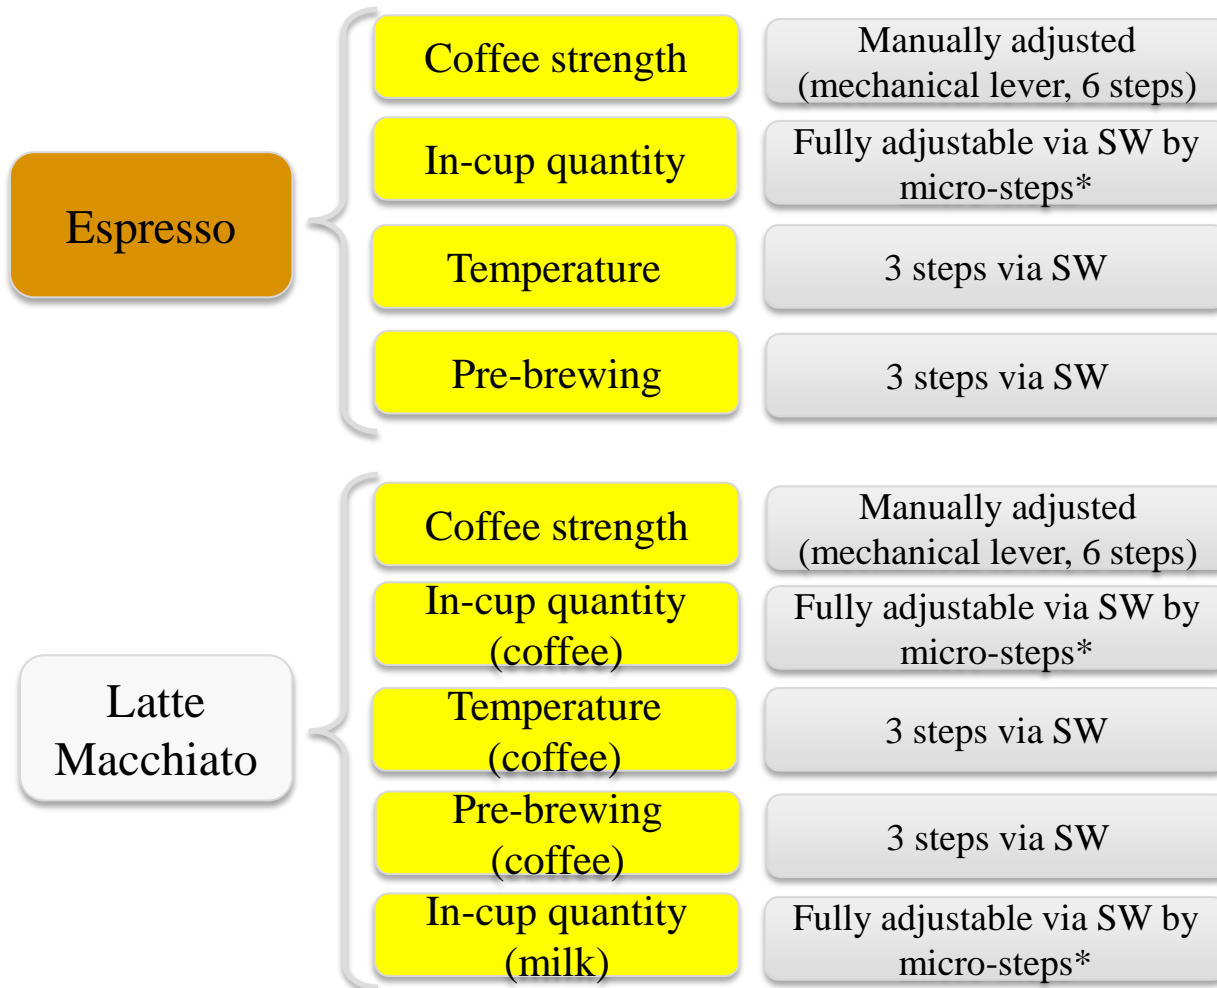 Espresso
Coffee strength
Manually adjusted
(mechanical lever, 6 steps)
In-cup quantity
Fully adjustable via SW by
micro-steps*
Temperature
3 steps via SW
Pre-brewing
3 steps via SW
Latte
Macchiato
Coffee strength
Manually adjusted
(mechanical lever, 6 steps)
In-cup quantity
(coffee)
Fully adjustable via SW by
micro-steps*
Temperature
(coffee)
3 steps via SW
Pre-brewing
(coffee)
3 steps via SW
In-cup quantity
(milk)
Fully adjustable via SW by
micro-steps*